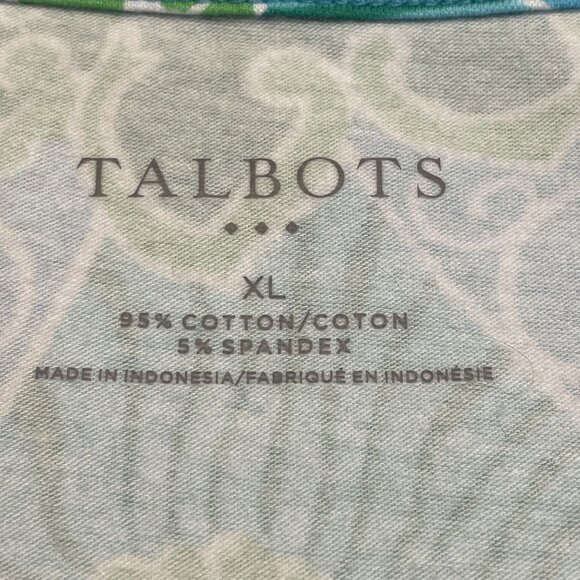 TALBOTS
XL
95% COTTON/COTON
5% SPANDEX
MADE IN INDONESIA/FABRIQUÉ EN INDONÉSIE